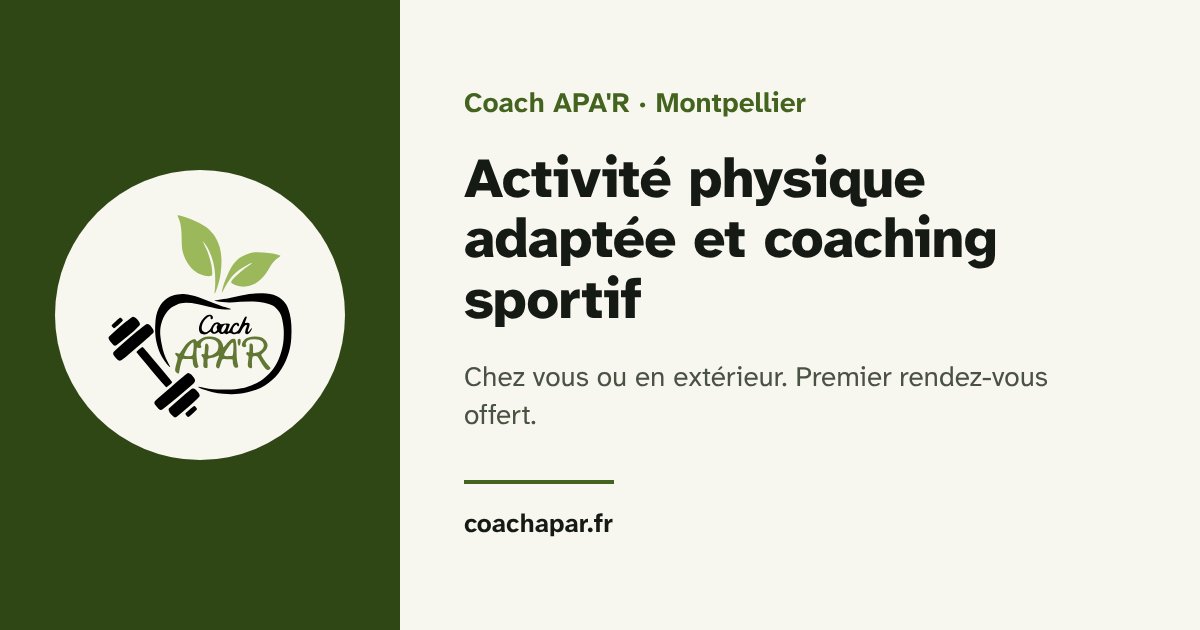 Coach
APA'R
Coach APA'R · Montpellier
Activité physique
adaptée et coaching
sportif
Chez vous ou en extérieur. Premier rendez-vous
offert.
coachapar.fr